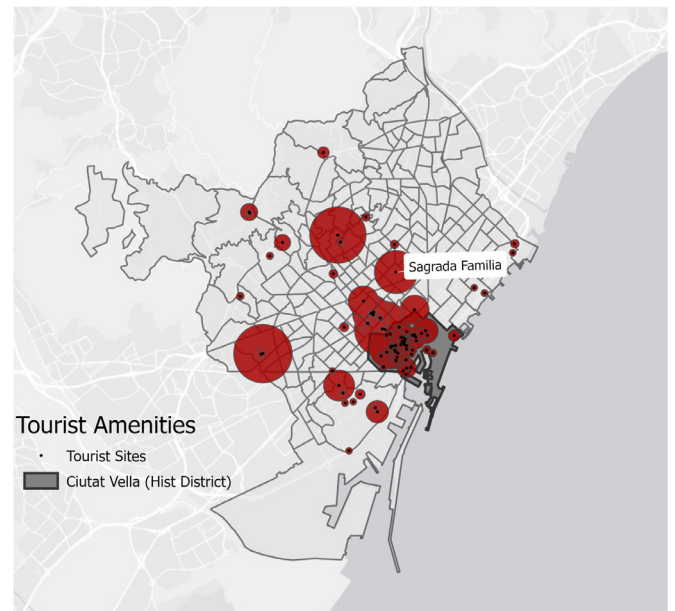 Sagrada Familia
Tourist Amenities
Tourist Sites
Ciutat Vella (Hist District)